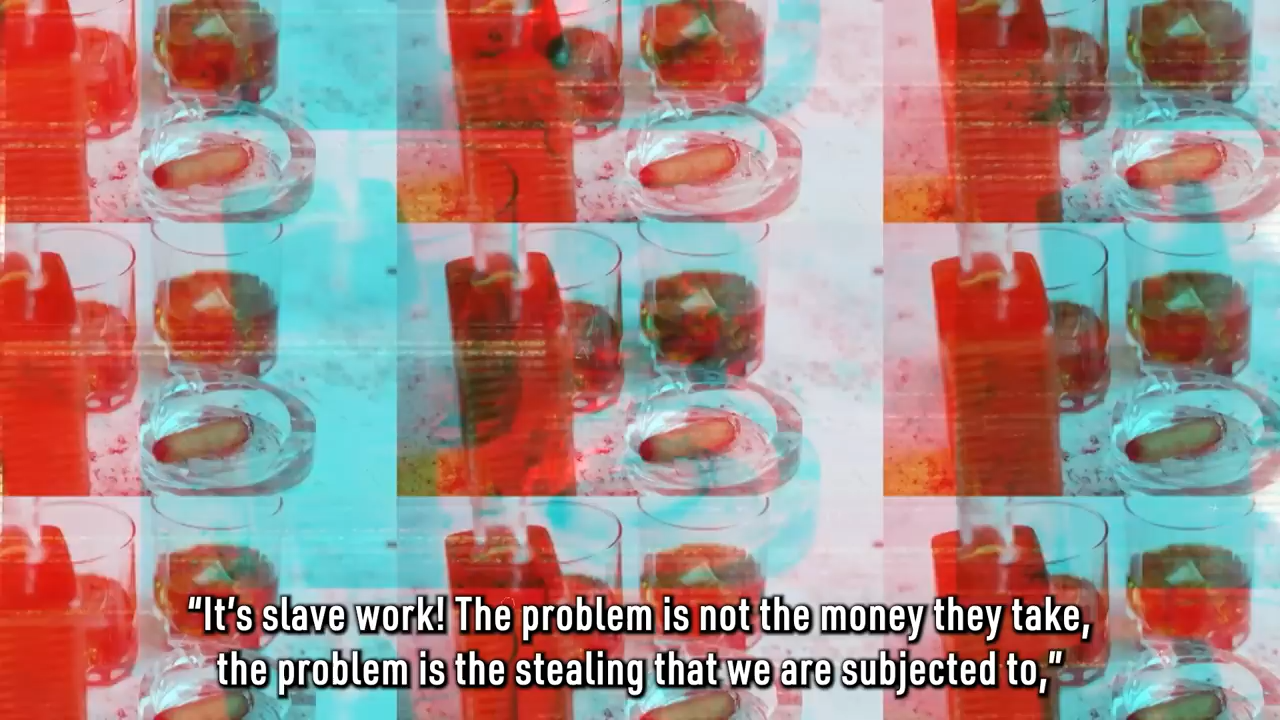 “It’s slave work! The problem is not the money they take,
the problem is the stealing that we are subjected to,”